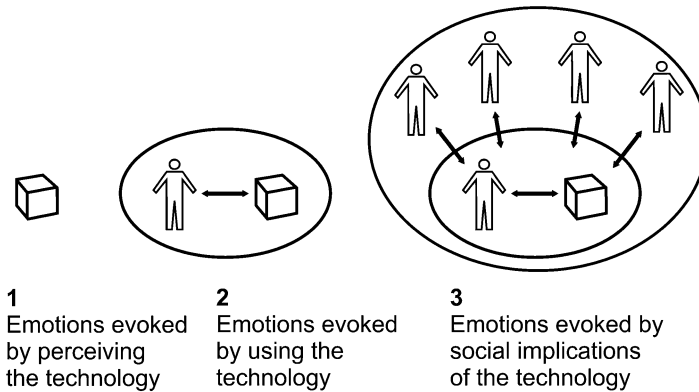 1
Emotions evoked
by perceiving
the technology
2
Emotions evoked
by using the
technology
3
Emotions evoked by
social implications
of the technology